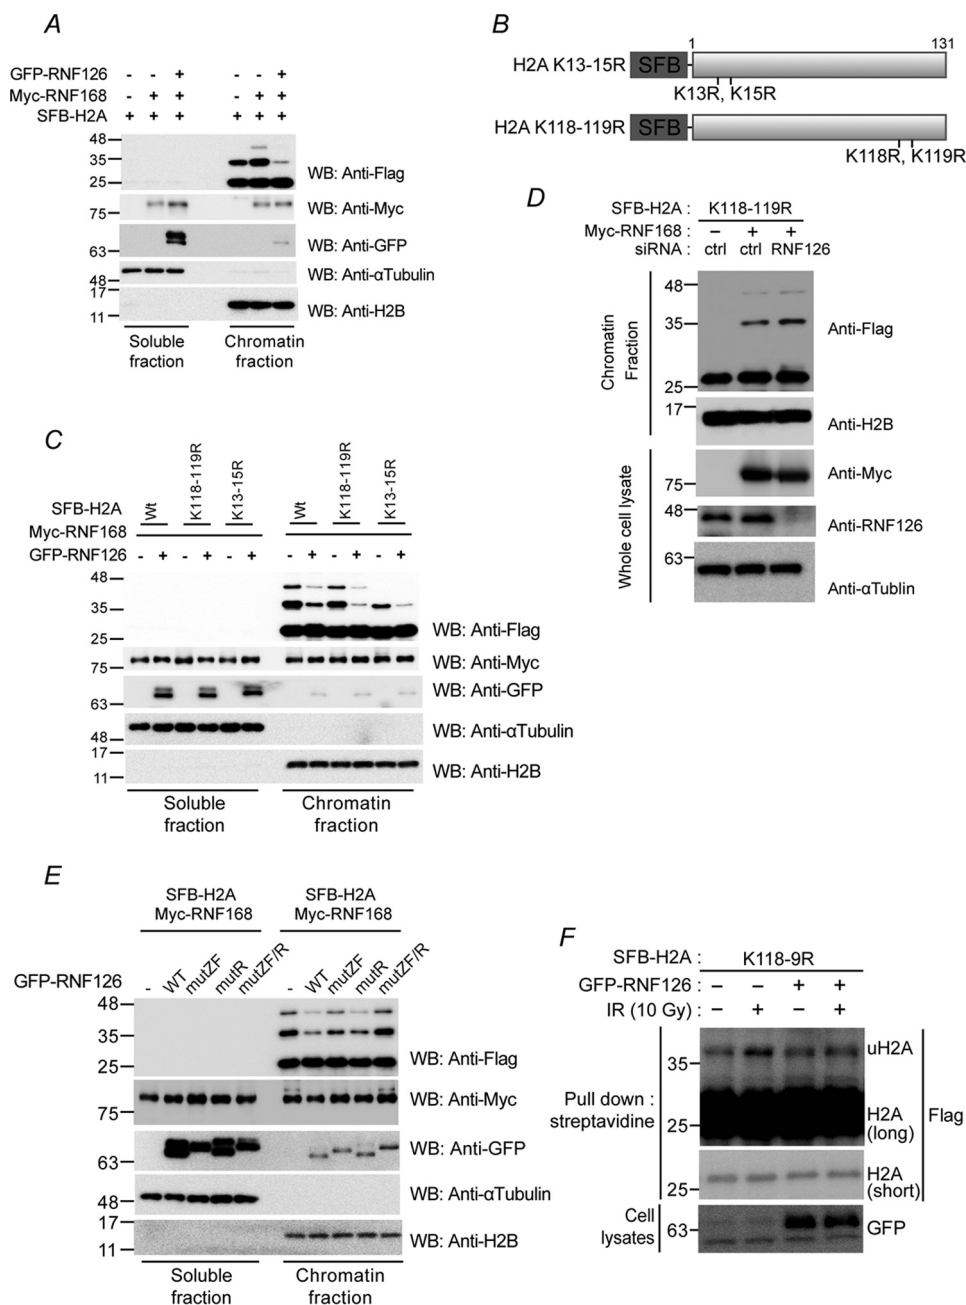 A
GFP-RNF126 - - + - - +
Myc-RNF168 - + + - + +
SFB-H2A + + + + + +
48
35
25
WB: Anti-Flag
75
WB: Anti-Myc
63
WB: Anti-GFP
48
WB: Anti-αTubulin
17
11
WB: Anti-H2B
Soluble fraction
Chromatin fraction
B
1 131
H2A K13-15R SFB
K13R, K15R
H2A K118-119R SFB
K118R, K119R
C
SFB-H2A Wt K118-119R K13-15R Wt K118-119R K13-15R
Myc-RNF168
GFP-RNF126 - + - + - + - + - + - +
48
35
25
WB: Anti-Flag
75
WB: Anti-Myc
63
WB: Anti-GFP
48
WB: Anti-αTubulin
17
11
WB: Anti-H2B
Soluble fraction
Chromatin fraction
D
SFB-H2A : K118-119R
Myc-RNF168 : – + +
siRNA : ctrl ctrl RNF126
Chromatin Fraction
48
35
25
Anti-Flag
17
Anti-H2B
Whole cell lysate
75
Anti-Myc
48
Anti-RNF126
63
Anti-αTublin
E
SFB-H2A SFB-H2A
Myc-RNF168 Myc-RNF168
GFP-RNF126 - WT mutZF mutR mutZF/R - WT mutZF mutR mutZF/R
48
35
25
WB: Anti-Flag
75
WB: Anti-Myc
63
WB: Anti-GFP
48
WB: Anti-αTubulin
17
11
WB: Anti-H2B
Soluble fraction
Chromatin fraction
F
SFB-H2A : K118-9R
GFP-RNF126 : – – + +
IR (10 Gy) : – + – +
Pull down : streptavidine
35
25
uH2A
H2A (long)
Flag
25
H2A (short)
Cell lysates
63
GFP